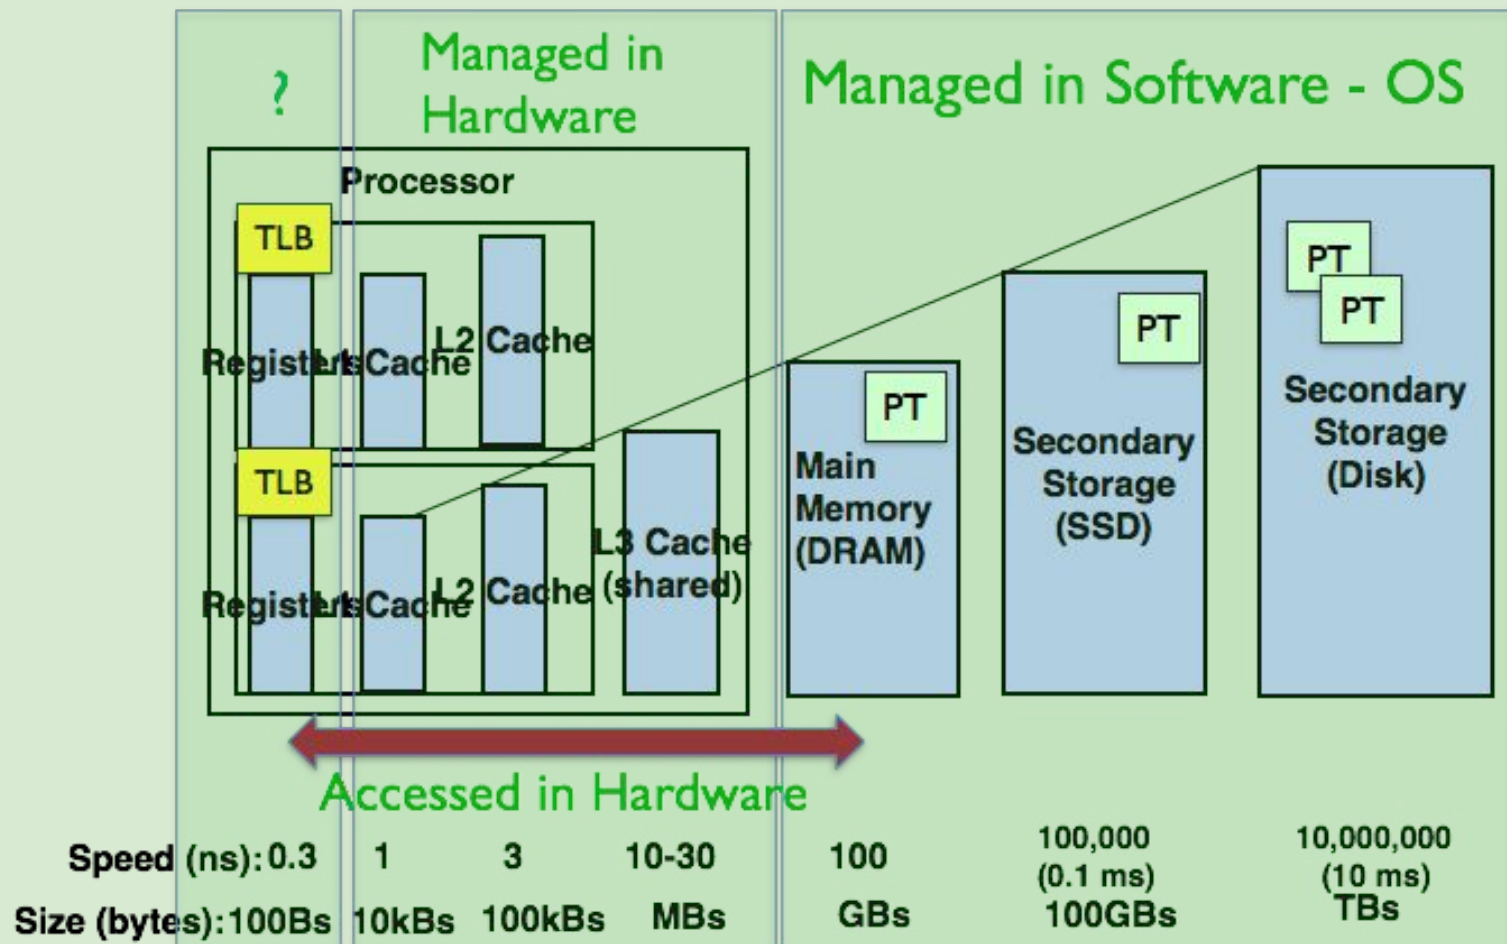 ?
Managed in
Hardware
Managed in Software - OS
Processor
TLB
Registers
L1 Cache
L2 Cache
TLB
Registers
L1 Cache
L2 Cache
L3 Cache
(shared)
PT
Main
Memory
(DRAM)
PT
Secondary
Storage
(SSD)
PT
PT
Secondary
Storage
(Disk)
Accessed in Hardware
Speed (ns): 0.3 1 3 10-30 100 100,000 (0.1 ms) 10,000,000 (10 ms)
Size (bytes): 100Bs 10kBs 100kBs MBs GBs 100GBs TBs